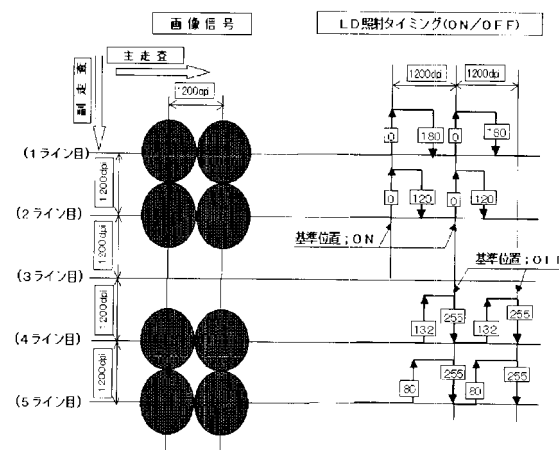 画像信号
LD照射タイミング(ON/OFF)
主走査
副走査
1200dpi
1200dpi
1200dpi
(1ライン目)
0
180
0
180
1200dpi
0
120
0
120
(2ライン目)
基準位置;ON
1200dpi
基準位置;OFF
(3ライン目)
1200dpi
132
255
132
255
(4ライン目)
1200dpi
80
255
80
255
(5ライン目)